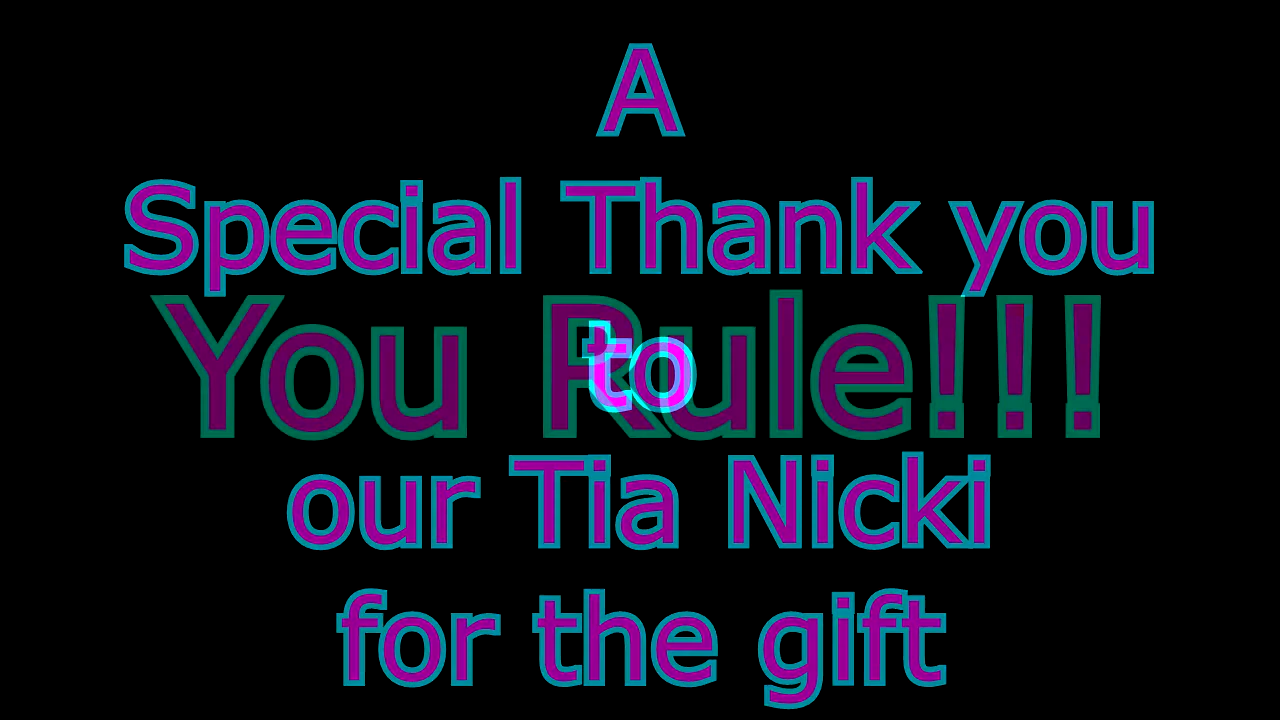 A
Special Thank you
You Rule!!!
to
our Tia Nicki
for the gift